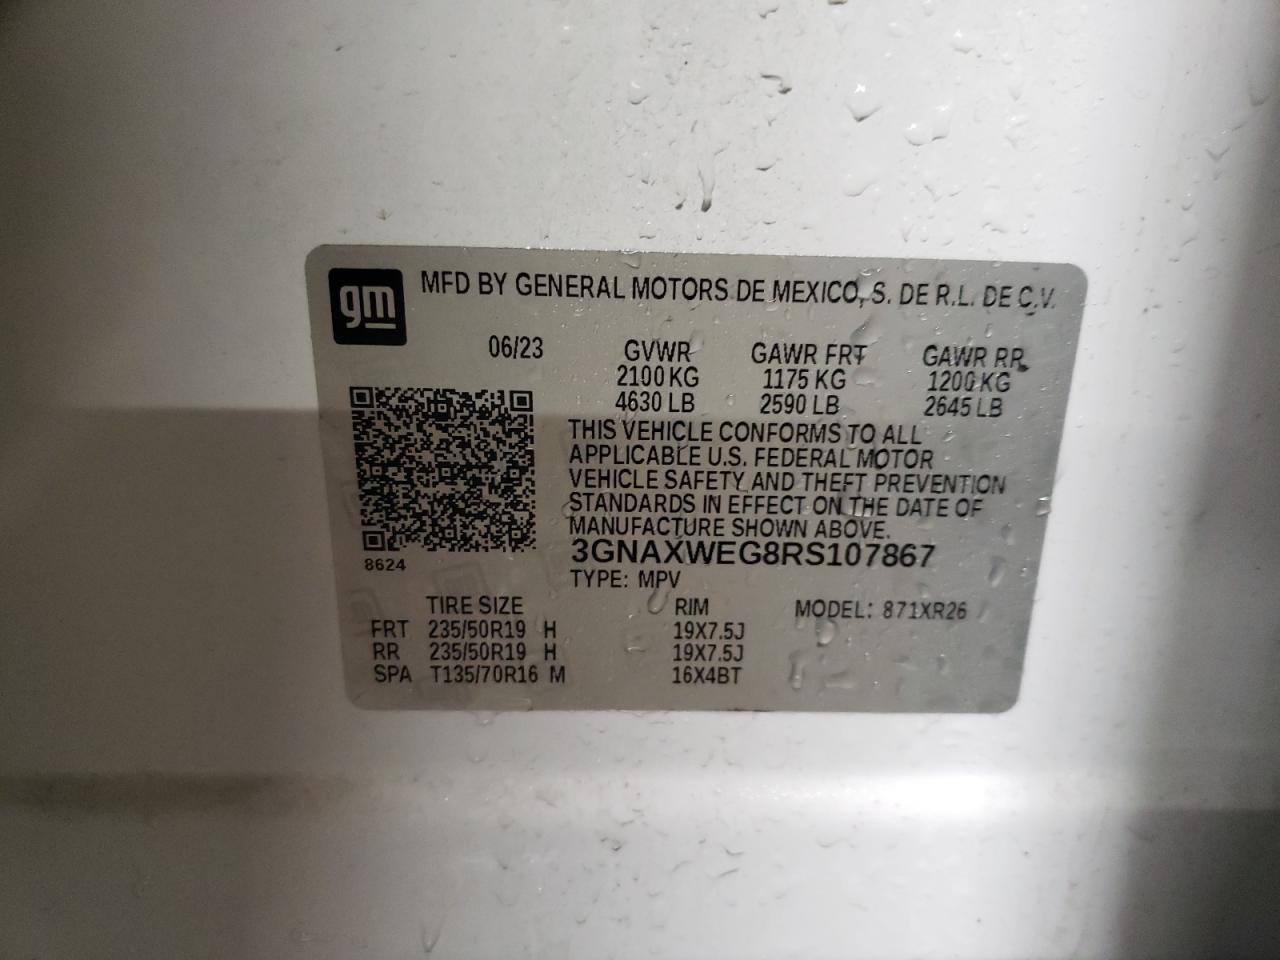 gm MFD BY GENERAL MOTORS DE MEXICO, S. DE R.L. DE C.V.
06/23 GVWR GAWR FRT GAWR RR
2100 KG 1175 KG 1200 KG
4630 LB 2590 LB 2645 LB
THIS VEHICLE CONFORMS TO ALL
APPLICABLE U.S. FEDERAL MOTOR
VEHICLE SAFETY AND THEFT PREVENTION
STANDARDS IN EFFECT ON THE DATE OF
MANUFACTURE SHOWN ABOVE.
3GNAXWEG8RS107867
8624
TYPE: MPV
TIRE SIZE RIM MODEL: 871XR26
FRT 235/50R19 H 19X7.5J
RR 235/50R19 H 19X7.5J
SPA T135/70R16 M 16X4BT